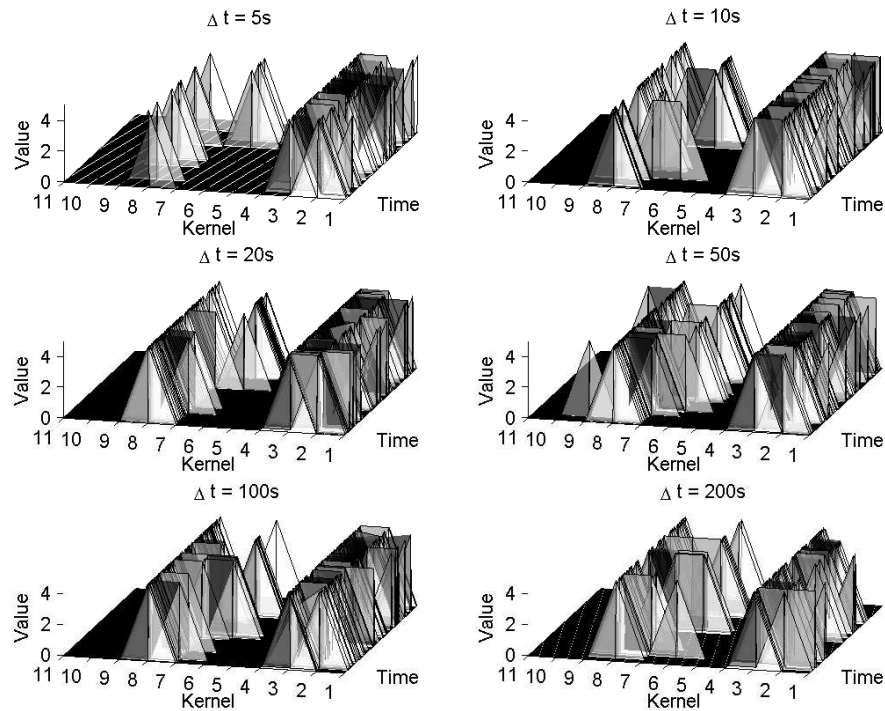 Δ t = 5s
Value
4
2
0
11 10 9 8 7 6 5 4 3 2 1
Kernel
Time
Δ t = 10s
Value
4
2
0
11 10 9 8 7 6 5 4 3 2 1
Kernel
Time
Δ t = 20s
Value
4
2
0
11 10 9 8 7 6 5 4 3 2 1
Kernel
Time
Δ t = 50s
Value
4
2
0
11 10 9 8 7 6 5 4 3 2 1
Kernel
Time
Δ t = 100s
Value
4
2
0
11 10 9 8 7 6 5 4 3 2 1
Kernel
Time
Δ t = 200s
Value
4
2
0
11 10 9 8 7 6 5 4 3 2 1
Kernel
Time